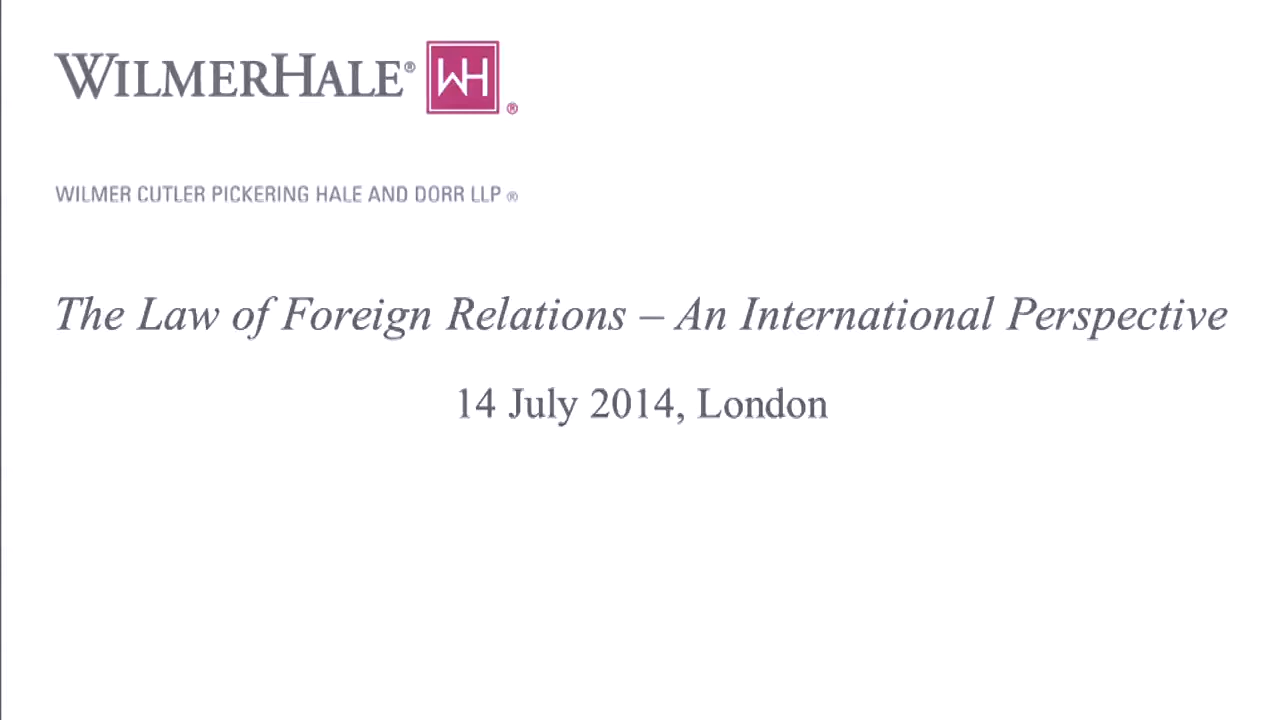 WILMERHALE® WH ®
WILMER CUTLER PICKERING HALE AND DORR LLP ®
The Law of Foreign Relations – An International Perspective
14 July 2014, London